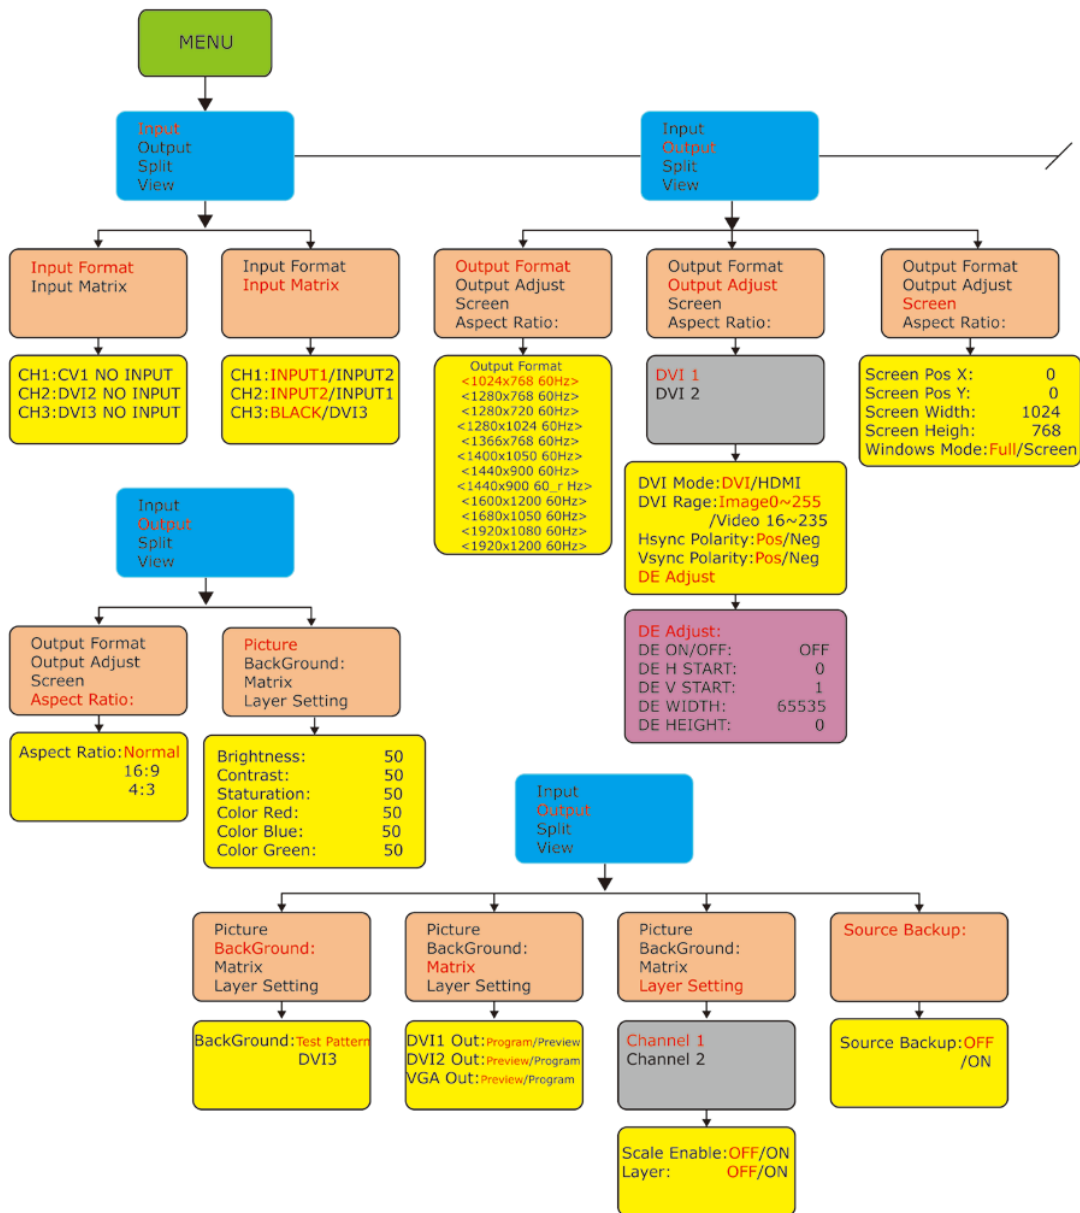 MENU
Input
Output
Split
View
Input
Output
Split
View
Input Format
Input Matrix
Input Format
Input Matrix
Output Format
Output Adjust
Screen
Aspect Ratio:
Output Format
Output Adjust
Screen
Aspect Ratio:
Output Format
Output Adjust
Screen
Aspect Ratio:
CH1:CV1 NO INPUT
CH2:DVI2 NO INPUT
CH3:DVI3 NO INPUT
CH1:INPUT1/INPUT2
CH2:INPUT2/INPUT1
CH3:BLACK/DVI3
Output Format
<1024x768 60Hz>
<1280x768 60Hz>
<1280x720 60Hz>
<1280x1024 60Hz>
<1366x768 60Hz>
<1400x1050 60Hz>
<1440x900 60Hz>
<1440x900 60_r Hz>
<1600x1200 60Hz>
<1680x1050 60Hz>
<1920x1080 60Hz>
<1920x1200 60Hz>
DVI 1
DVI 2
Screen Pos X: 0
Screen Pos Y: 0
Screen Width: 1024
Screen Heigh: 768
Windows Mode:Full/Screen
DVI Mode:DVI/HDMI
DVI Rage:Image0~255
/Video 16~235
Hsync Polarity:Pos/Neg
Vsync Polarity:Pos/Neg
DE Adjust
DE Adjust:
DE ON/OFF: OFF
DE H START: 0
DE V START: 1
DE WIDTH: 65535
DE HEIGHT: 0
Input
Output
Split
View
Output Format
Output Adjust
Screen
Aspect Ratio:
Picture
BackGround:
Matrix
Layer Setting
Aspect Ratio:Normal
16:9
4:3
Brightness: 50
Contrast: 50
Staturation: 50
Color Red: 50
Color Blue: 50
Color Green: 50
Input
Output
Split
View
Picture
BackGround:
Matrix
Layer Setting
Picture
BackGround:
Matrix
Layer Setting
Picture
BackGround:
Matrix
Layer Setting
Source Backup:
BackGround:Test Pattern
DVI3
DVI1 Out:Program/Preview
DVI2 Out:Preview/Program
VGA Out:Preview/Program
Channel 1
Channel 2
Source Backup:OFF
/ON
Scale Enable:OFF/ON
Layer: OFF/ON